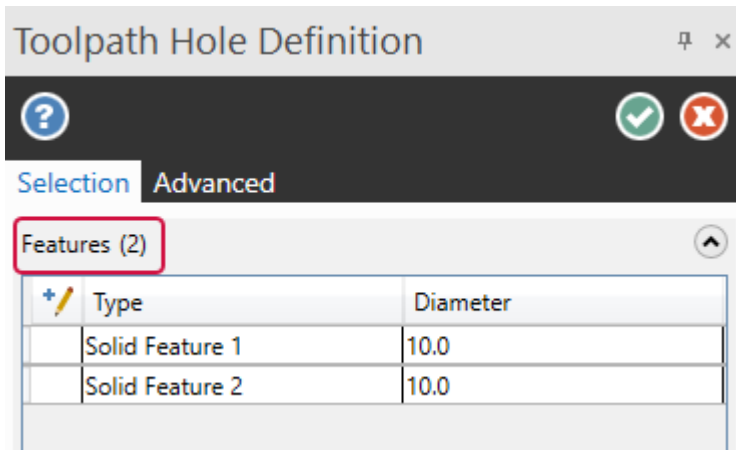 Toolpath Hole Definition
Selection Advanced
Features (2)
Type Diameter
Solid Feature 1 10.0
Solid Feature 2 10.0